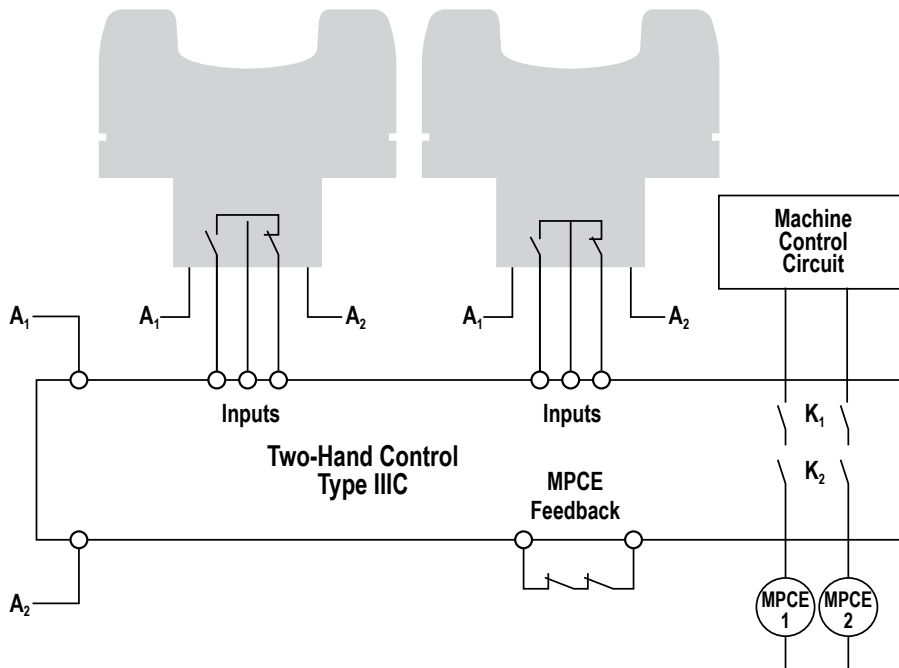 Machine
Control
Circuit
A₁
A₁
A₂
A₁
A₂
Inputs
Inputs
K₁
K₂
Two-Hand Control
Type IIIC
MPCE
Feedback
A₂
MPCE
1
MPCE
2